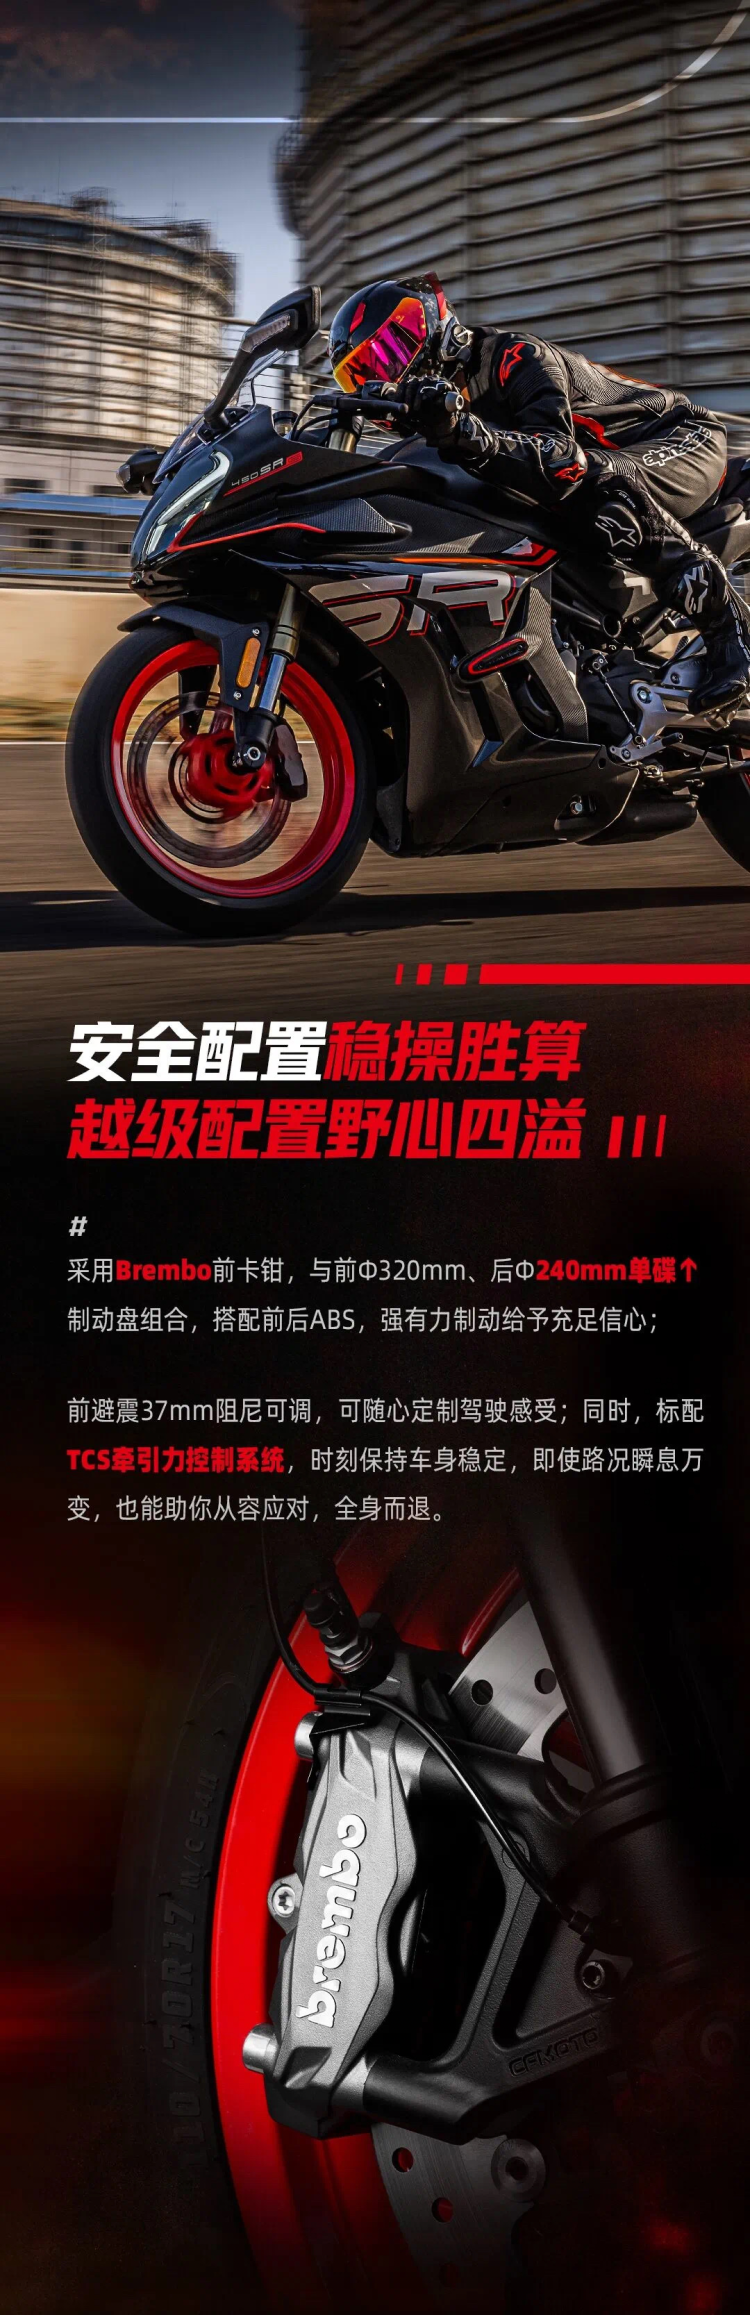 450SR
SR
alpinestars
安全配置稳操胜算
越级配置野心四溢
#
采用Brembo前卡钳，与前Φ320mm、后Φ240mm单碟↑
制动盘组合，搭配前后ABS，强有力制动给予充足信心；
前避震37mm阻尼可调，可随心定制驾驶感受；同时，标配
TCS牵引力控制系统，时刻保持车身稳定，即使路况瞬息万
变，也能助你从容应对，全身而退。
brembo
110/70R17 M/C 54H
CFMOTO